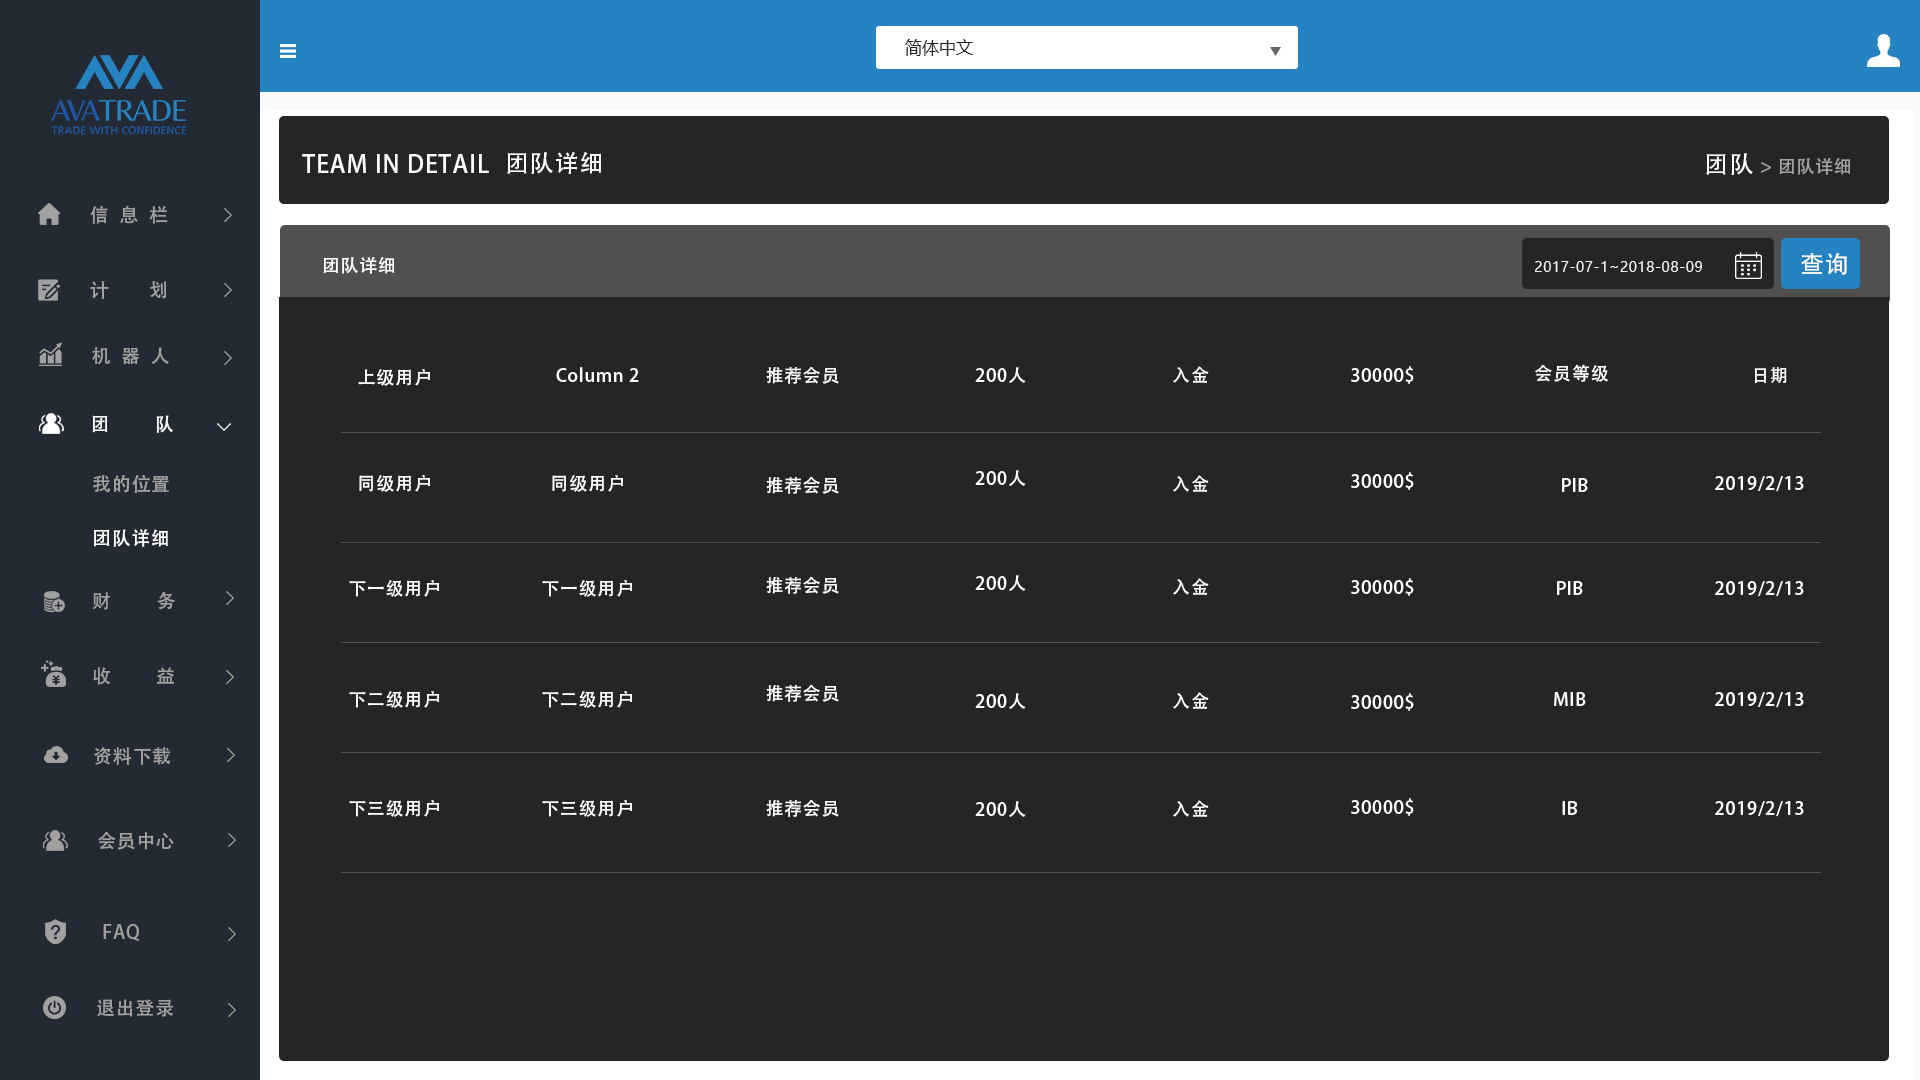 简体中文
AVATRADE
TRADE WITH CONFIDENCE
信息栏
计划
机器人
团队
我的位置
团队详细
财务
收益
资料下载
会员中心
FAQ
退出登录
TEAM IN DETAIL 团队详细
团队 > 团队详细
团队详细
2017-07-1~2018-08-09
查询
上级用户 Column 2 推荐会员 200人 入金 30000$ 会员等级 日期
同级用户 同级用户 推荐会员 200人 入金 30000$ PIB 2019/2/13
下一级用户 下一级用户 推荐会员 200人 入金 30000$ PIB 2019/2/13
下二级用户 下二级用户 推荐会员 200人 入金 30000$ MIB 2019/2/13
下三级用户 下三级用户 推荐会员 200人 入金 30000$ IB 2019/2/13